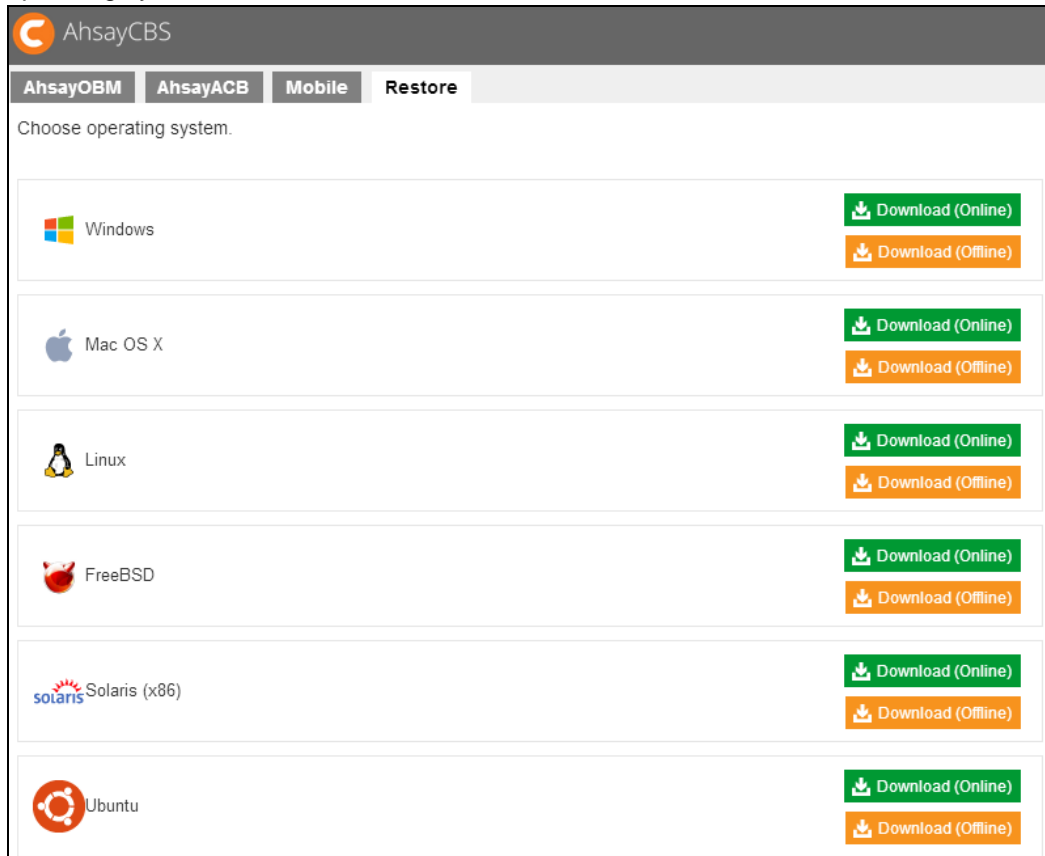 AhsayCBS
AhsayOBM AhsayACB Mobile Restore
Choose operating system.
Windows
Download (Online)
Download (Offline)
Mac OS X
Download (Online)
Download (Offline)
Linux
Download (Online)
Download (Offline)
FreeBSD
Download (Online)
Download (Offline)
solaris Solaris (x86)
Download (Online)
Download (Offline)
Ubuntu
Download (Online)
Download (Offline)